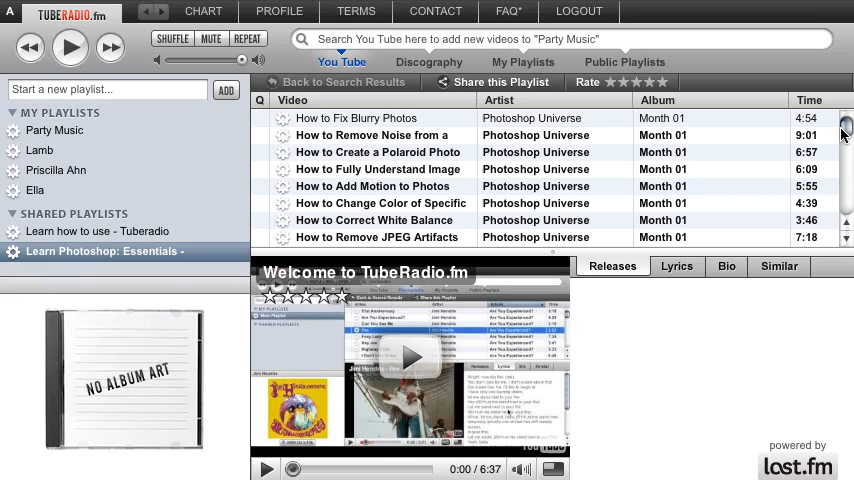 A
TUBERADIO.fm
CHART
PROFILE
TERMS
CONTACT
FAQ*
LOGOUT
SHUFFLE
MUTE
REPEAT
Search You Tube here to add new videos to "Party Music"
You Tube
Discography
My Playlists
Public Playlists
Start a new playlist...
ADD
MY PLAYLISTS
Party Music
Lamb
Priscilla Ahn
Ella
SHARED PLAYLISTS
Learn how to use - Tuberadio
Learn Photoshop: Essentials -
Back to Search Results
Share this Playlist
Rate
Q Video Artist Album Time
How to Fix Blurry Photos Photoshop Universe Month 01 4:54
How to Remove Noise from a Photoshop Universe Month 01 9:01
How to Create a Polaroid Photo Photoshop Universe Month 01 6:57
How to Fully Understand Image Photoshop Universe Month 01 6:09
How to Add Motion to Photos Photoshop Universe Month 01 5:55
How to Change Color of Specific Photoshop Universe Month 01 4:39
How to Correct White Balance Photoshop Universe Month 01 3:46
How to Remove JPEG Artifacts Photoshop Universe Month 01 7:18
NO ALBUM ART
Welcome to TubeRadio.fm
Jimi Hendrix - Fire
0:00 / 6:37
Releases
Lyrics
Bio
Similar
powered by
last.fm